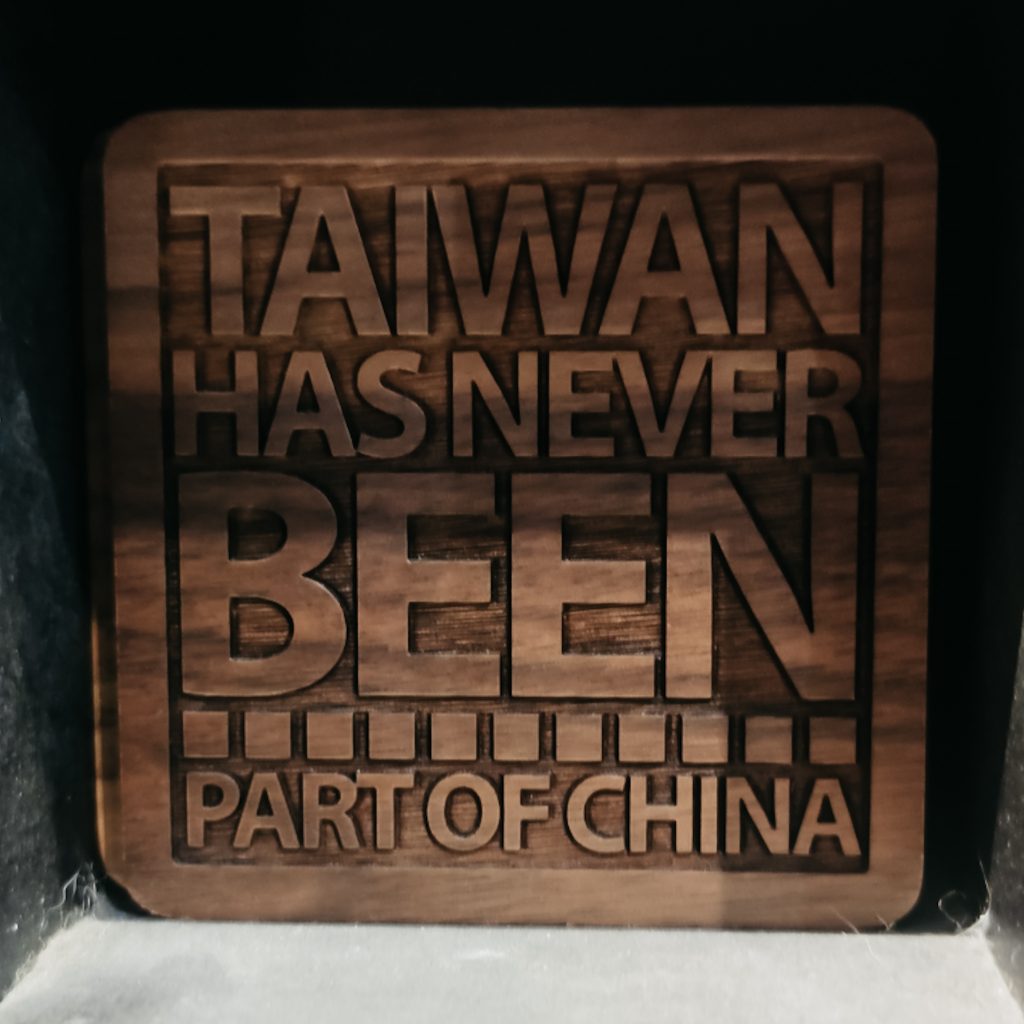 TAIWAN
HAS NEVER
BEEN
PART OF CHINA